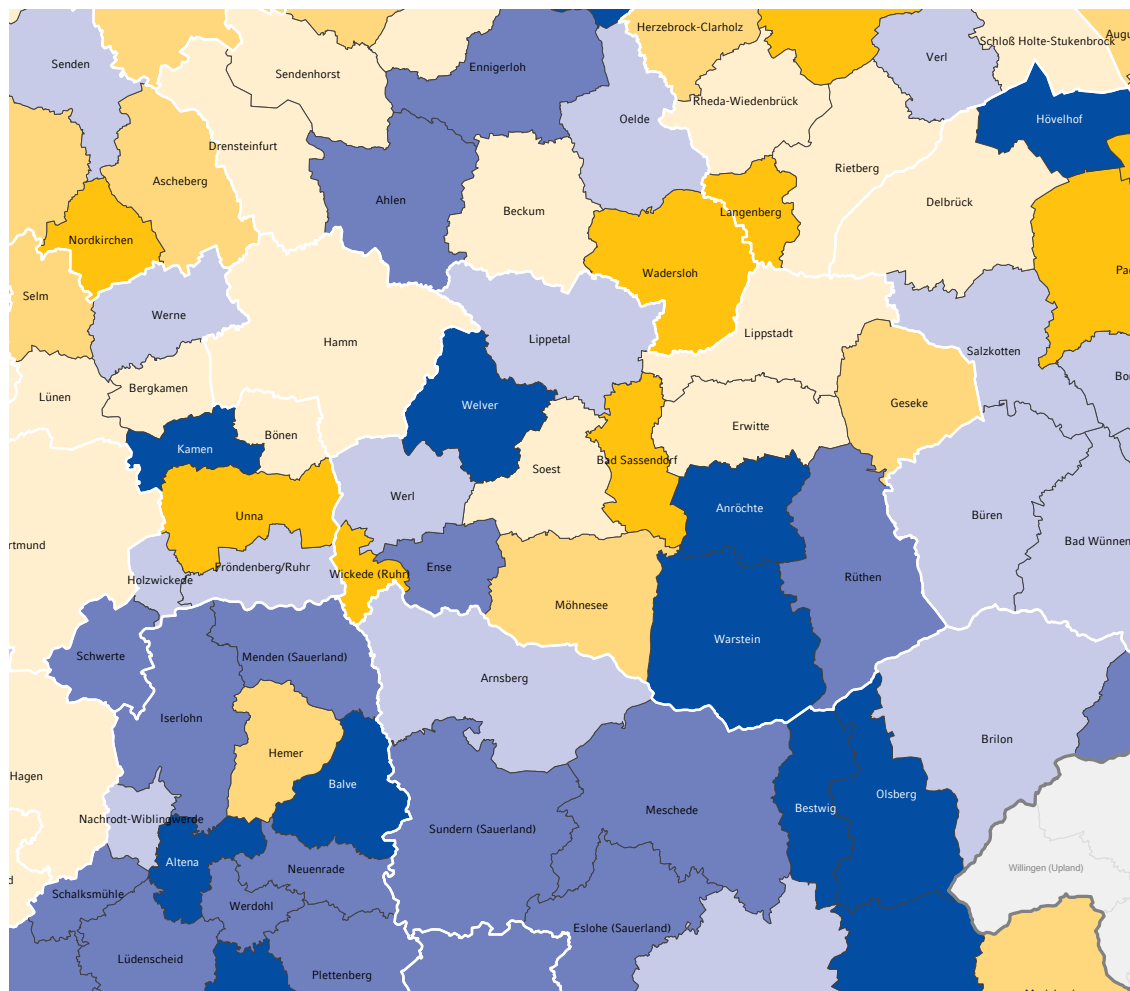 Herzebrock-Clarholz
Augu
Schloß Holte-Stukenbrock
Verl
Senden
Ennigerloh
Sendenhorst
Rheda-Wiedenbrück
Oelde
Hövelhof
Drensteinfurt
Rietberg
Ascheberg
Ahlen
Delbrück
Beckum
Langenberg
Nordkirchen
Wadersloh
Pad
Selm
Werne
Lippstadt
Lippetal
Hamm
Salzkotten
Bor
Bergkamen
Lünen
Geseke
Welver
Erwitte
Bönen
Kamen
Bad Sassendorf
Soest
Werl
Anröchte
Unna
Büren
Bad Wünnen
rtmund
Fröndenberg/Ruhr
Ense
Wickede (Ruhr)
Rüthen
Holzwickede
Möhnesee
Warstein
Schwerte
Menden (Sauerland)
Arnsberg
Iserlohn
Brilon
Hemer
Hagen
Balve
Olsberg
Bestwig
Meschede
Nachrodt-Wiblingwerde
Sundern (Sauerland)
Altena
Neuenrade
Willingen (Upland)
d
Schalksmühle
Werdohl
Eslohe (Sauerland)
Lüdenscheid
Plettenberg